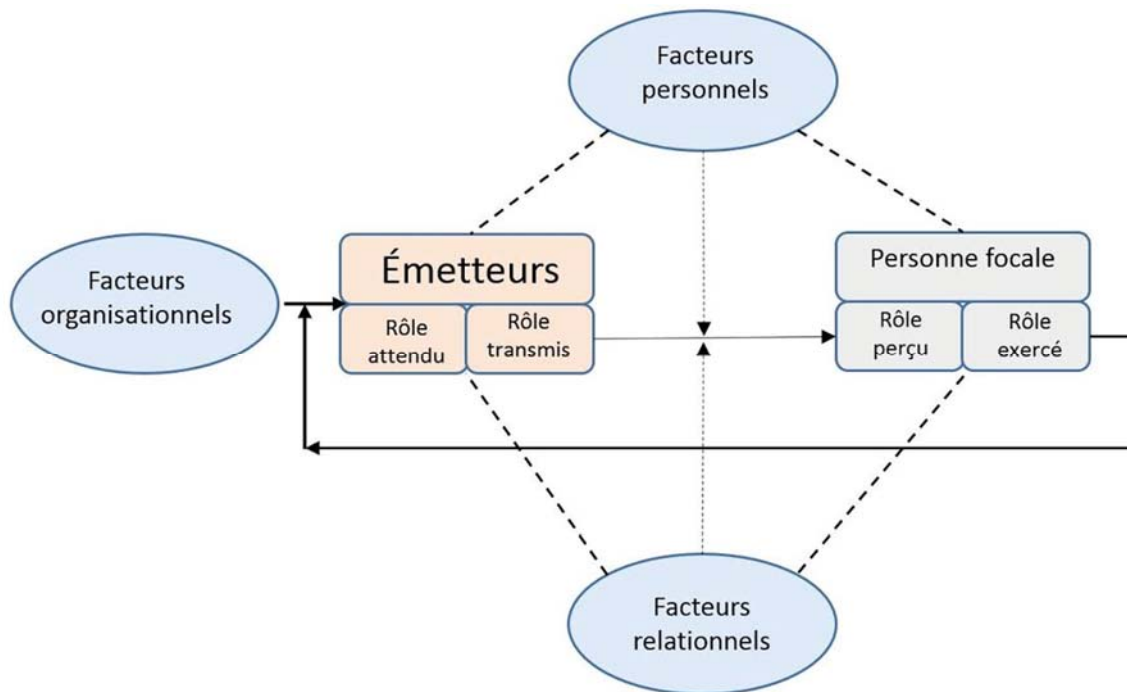 Facteurs
personnels
Facteurs
organisationnels
Émetteurs
Rôle
attendu
Rôle
transmis
Personne focale
Rôle
perçu
Rôle
exercé
Facteurs
relationnels